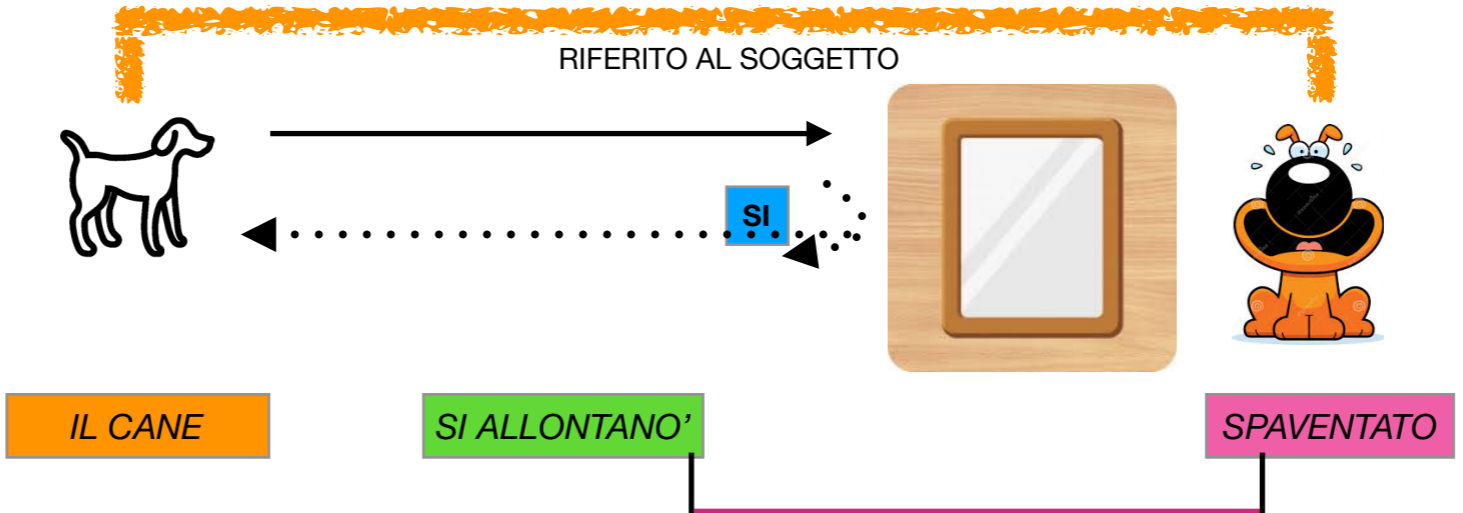 RIFERITO AL SOGGETTO
SI
IL CANE
SI ALLONTANO'
SPAVENTATO